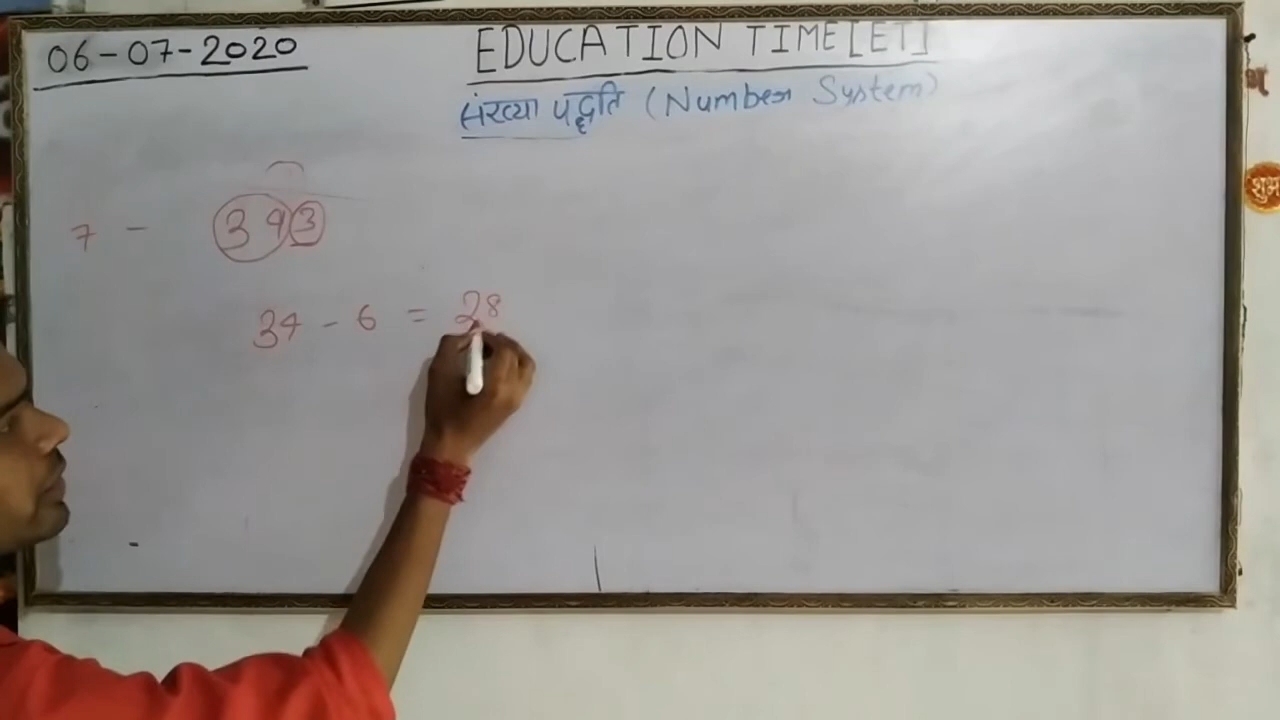 06-07-2020
EDUCATION TIME [ET]
संख्या पद्धति (Number System)
7 - 343
34 - 6 = 28
शुभ